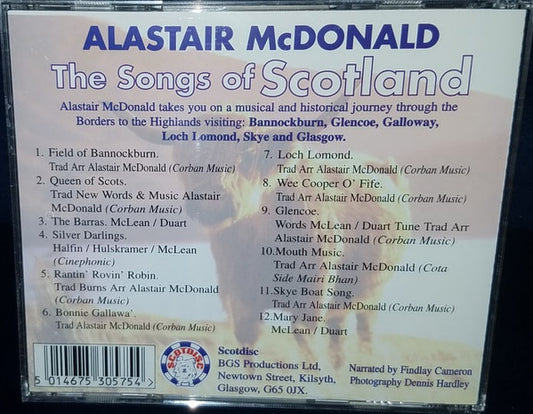 ALASTAIR McDONALD
The Songs of Scotland
Alastair McDonald takes you on a musical and historical journey through the
Borders to the Highlands visiting: Bannockburn, Glencoe, Galloway,
Loch Lomond, Skye and Glasgow.
1. Field of Bannockburn.
Trad Arr Alastair McDonald (Corban Music)
2. Queen of Scots.
Trad New Words & Music Alastair
McDonald (Corban Music)
3. The Barras. McLean / Duart
4. Silver Darlings.
Halfin / Hulskramer / McLean
(Cinephonic)
5. Rantin' Rovin' Robin.
Trad Burns Arr Alastair McDonald
(Corban Music)
6. Bonnie Gallawa'.
Trad Alastair McDonald (Corban Music)
7. Loch Lomond.
Trad Arr Alastair McDonald (Corban Music)
8. Wee Cooper O' Fife.
Trad Arr Alastair McDonald (Corban Music)
9. Glencoe.
Words McLean / Duart Tune Trad Arr
Alastair McDonald (Corban Music)
10. Mouth Music.
Trad Arr Alastair McDonald (Cota
Side Mairi Bhan)
11. Skye Boat Song.
Trad Arr Alastair McDonald (Corban Music)
12. Mary Jane.
McLean / Duart
5 014675 305754 >
SCOTDISC
Scotdisc
BGS Productions Ltd,
Newtown Street, Kilsyth,
Glasgow, G65 0JX.
Narrated by Findlay Cameron
Photography Dennis Hardley